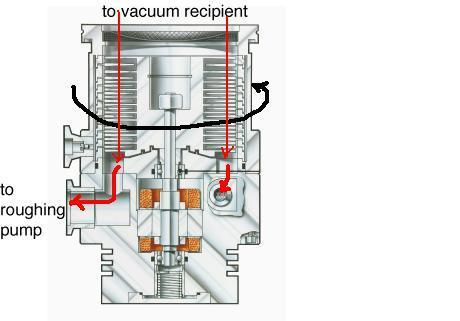 to vacuum recipient
to
roughing
pump